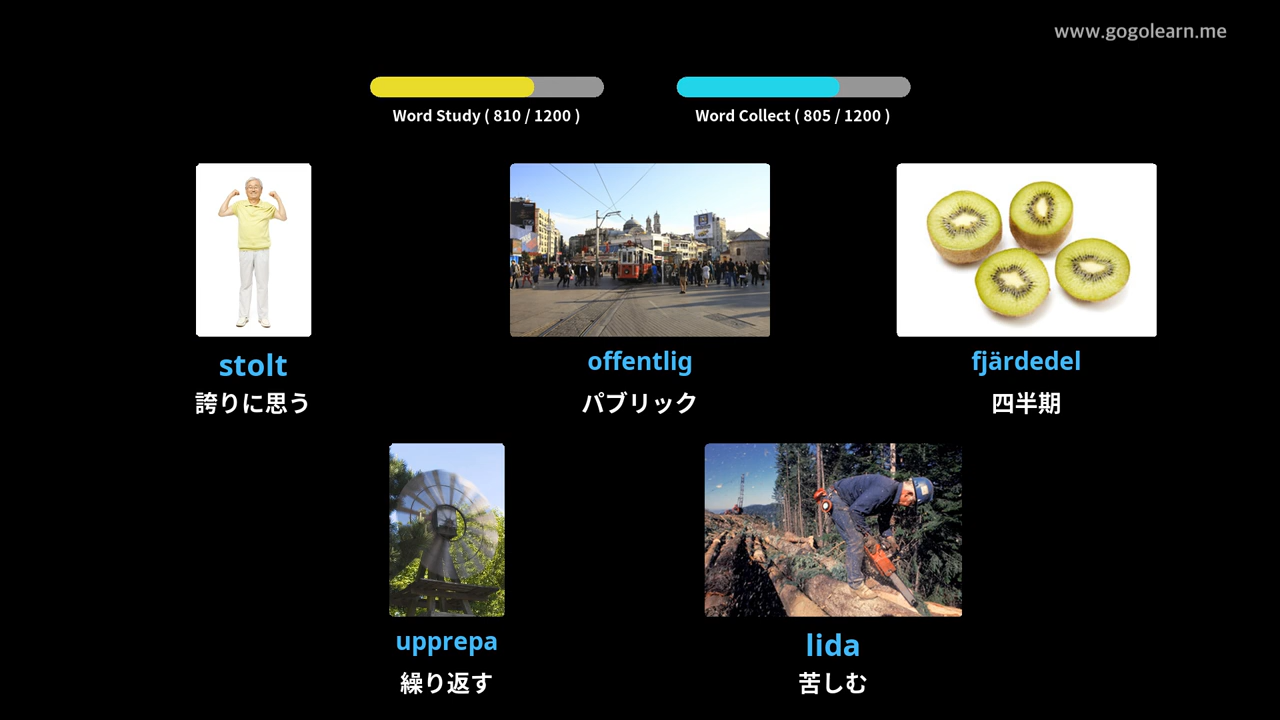 www.gogolearn.me
Word Study ( 810 / 1200 )
Word Collect ( 805 / 1200 )
stolt
誇りに思う
offentlig
パブリック
fjärdedel
四半期
upprepa
繰り返す
lida
苦しむ